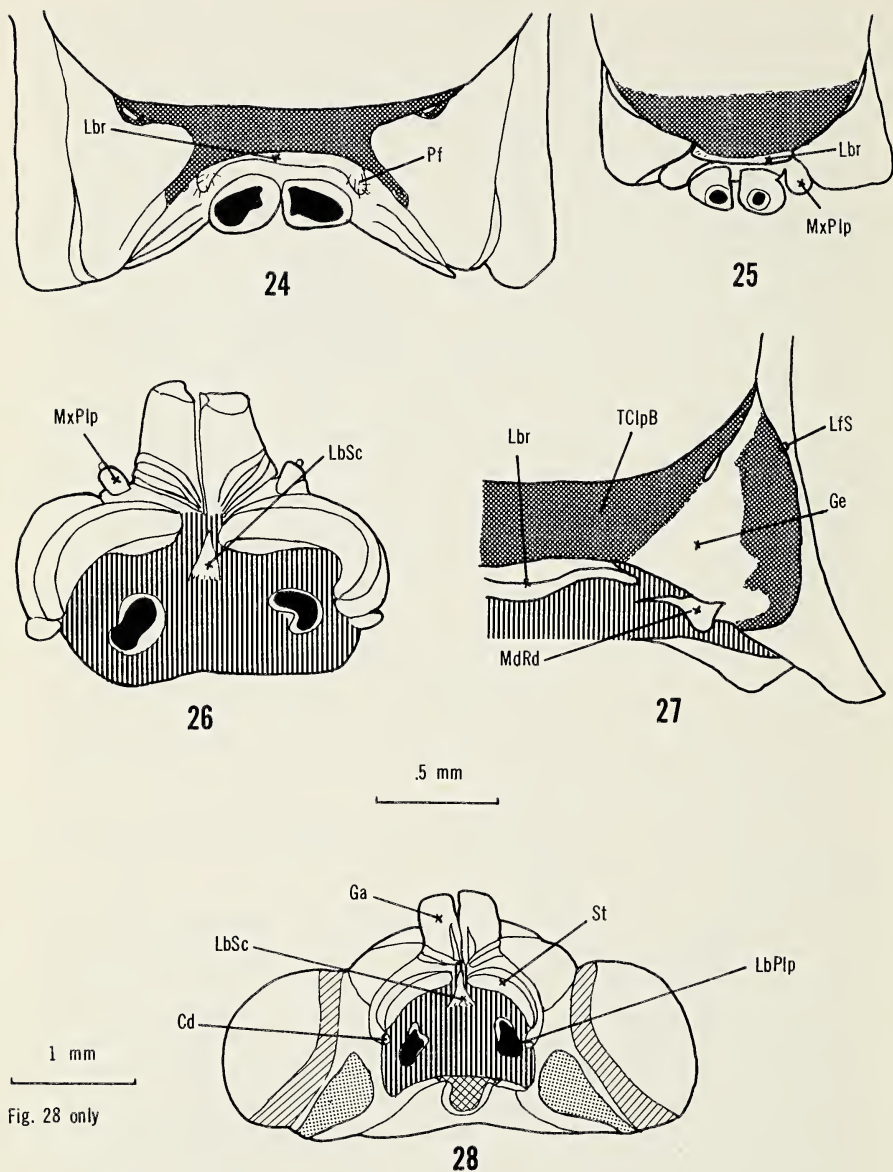 Lbr
Pf
24
Lbr
MxPlp
25
MxPlp
LbSc
26
Lbr
TClpB
LfS
Ge
MdRd
27
.5 mm
Ga
LbSc
St
LbPlp
Cd
1 mm
Fig. 28 only
28